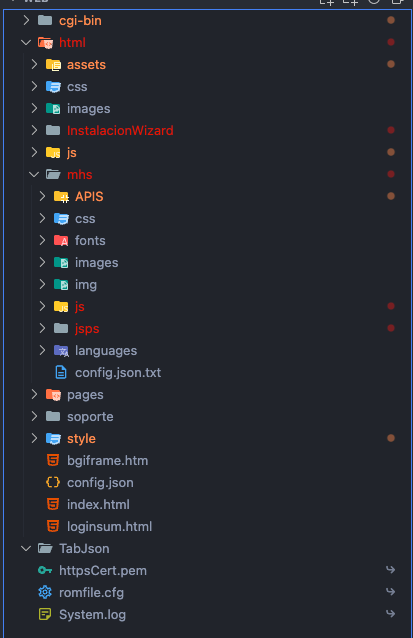 cgi-bin
html
assets
css
images
InstalacionWizard
js
mhs
APIS
css
fonts
images
img
js
jsps
languages
config.json.txt
pages
soporte
style
bgiframe.htm
config.json
index.html
loginsum.html
TabJson
httpsCert.pem
romfile.cfg
System.log